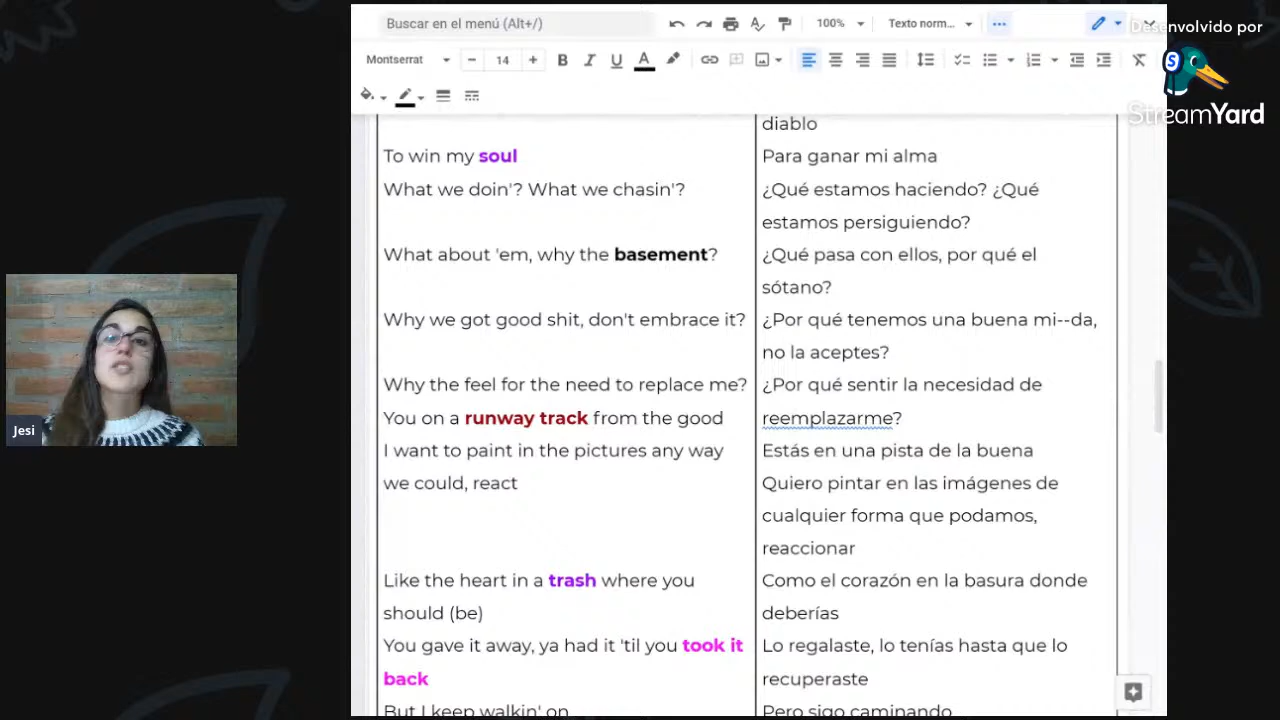 Buscar en el menú (Alt+/)
100%
Texto norm...
Desenvolvido por
StreamYard
Montserrat
14
B I U A
diablo
To win my soul
Para ganar mi alma
What we doin'? What we chasin'?
¿Qué estamos haciendo? ¿Qué
estamos persiguiendo?
What about 'em, why the basement?
¿Qué pasa con ellos, por qué el
sótano?
Why we got good shit, don't embrace it?
¿Por qué tenemos una buena mi--da,
no la aceptes?
Why the feel for the need to replace me?
¿Por qué sentir la necesidad de
You on a runway track from the good
reemplazarme?
I want to paint in the pictures any way
Estás en una pista de la buena
we could, react
Quiero pintar en las imágenes de
cualquier forma que podamos,
reaccionar
Like the heart in a trash where you
Como el corazón en la basura donde
should (be)
deberías
You gave it away, ya had it 'til you took it
Lo regalaste, lo tenías hasta que lo
back
recuperaste
But I keep walkin' on
Pero sigo caminando
Jesi